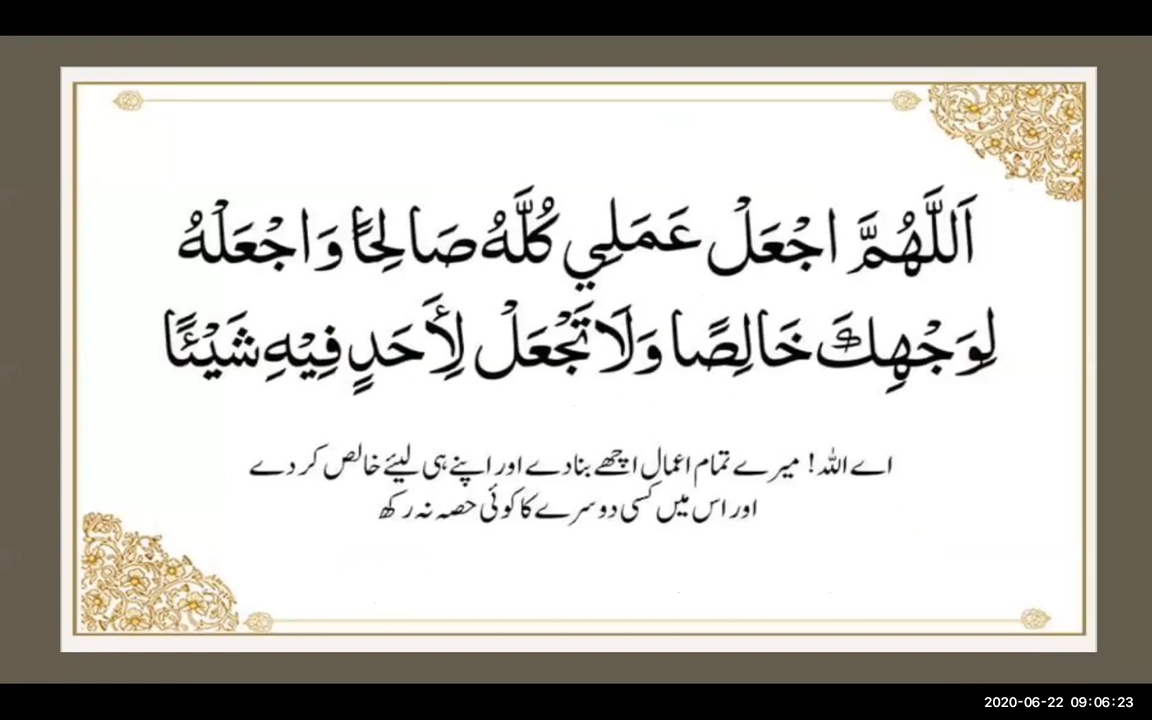 اَللَّهُمَّ اجْعَلْ عَمَلِي كُلَّهُ صَالِحًا وَاجْعَلْهُ
لِوَجْهِكَ خَالِصًا وَلَا تَجْعَلْ لِأَحَدٍ فِيْهِ شَيْئًا
اے اللہ! میرے تمام اعمال اچھے بنادے اور اپنے ہی لیئے خالص کر دے
اور اس میں کسی دوسرے کا کوئی حصہ نہ رکھ
2020-06-22 09:06:23